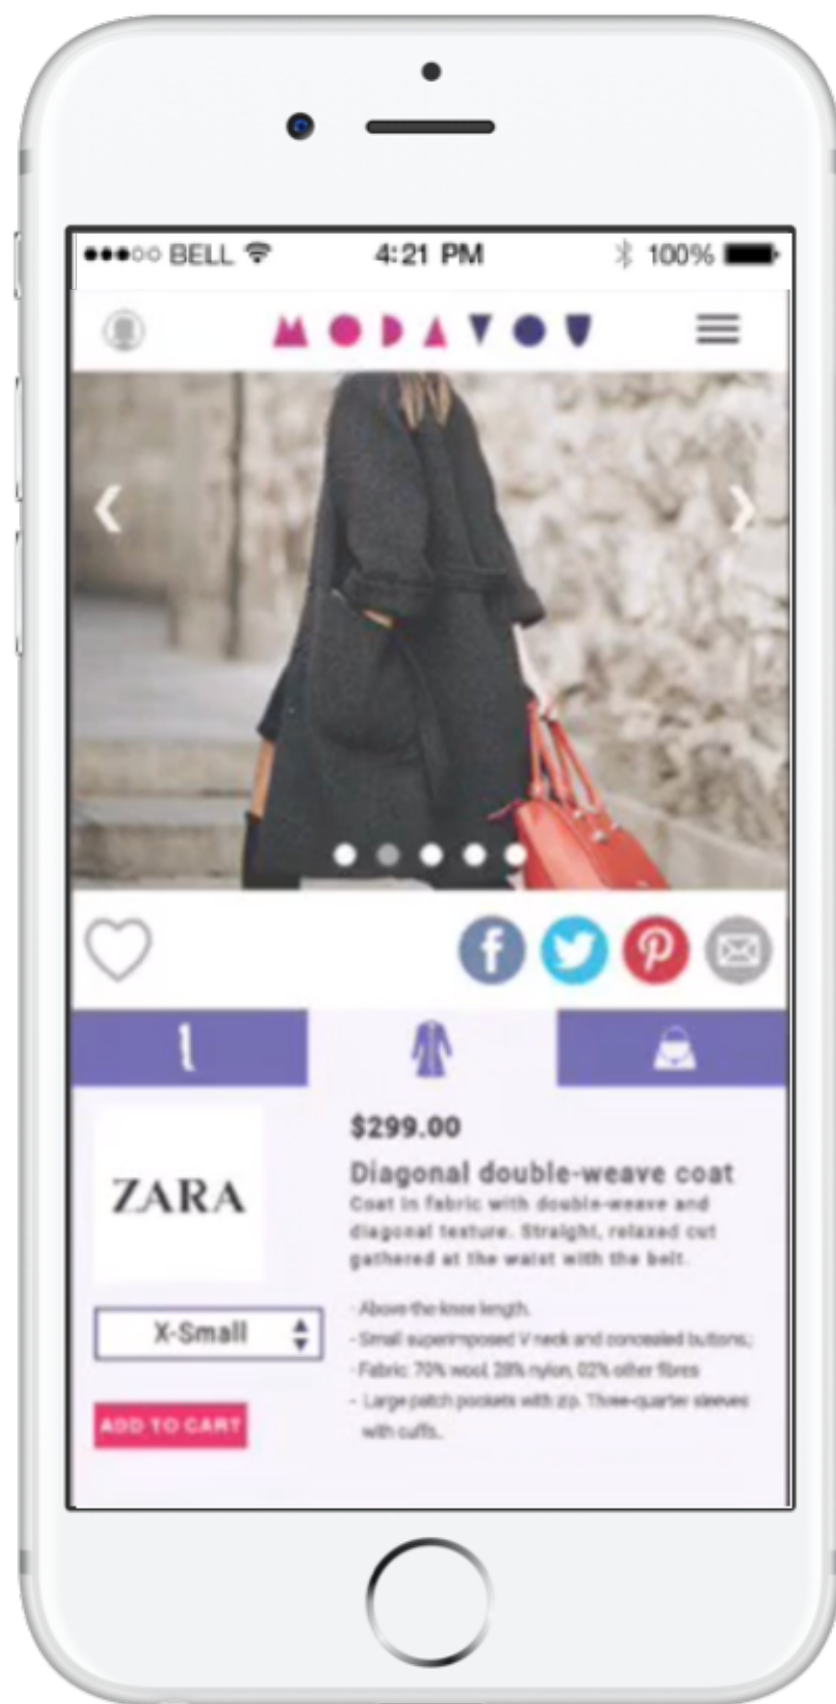 BELL 4:21 PM 100%
MODAVOU
$299.00
Diagonal double-weave coat
Coat in fabric with double-weave and
diagonal texture. Straight, relaxed cut
gathered at the waist with the belt.
ZARA
X-Small
ADD TO CART
- Above-the-knee length.
- Small superimposed V neck and concealed buttons.;
- Fabric: 70% wool, 28% nylon, 02% other fibres
- Large patch pockets with zip. Three-quarter sleeves
with cuffs..